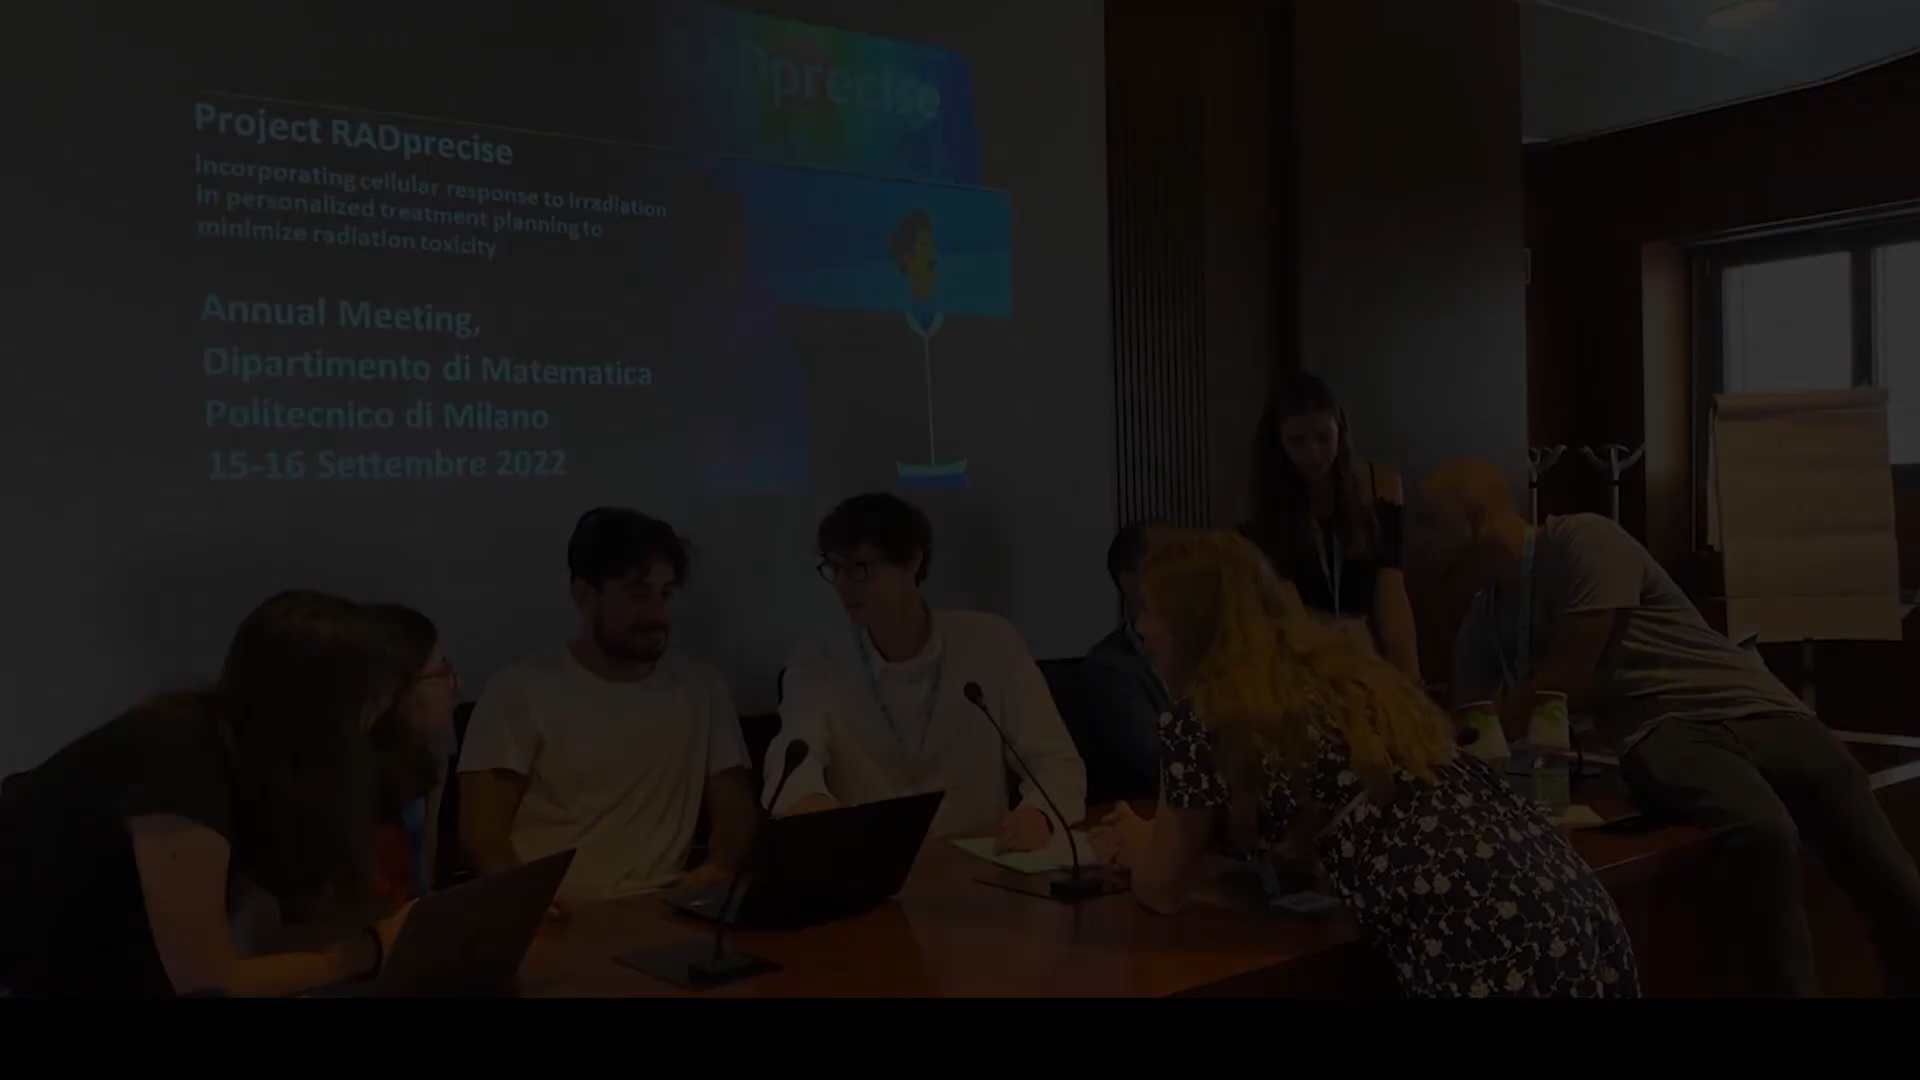 RADprecise
Project RADprecise
Incorporating cellular response to irradiation
In personalized treatment planning to
minimize radiation toxicity
Annual Meeting,
Dipartimento di Matematica
Politecnico di Milano
15-16 Settembre 2022